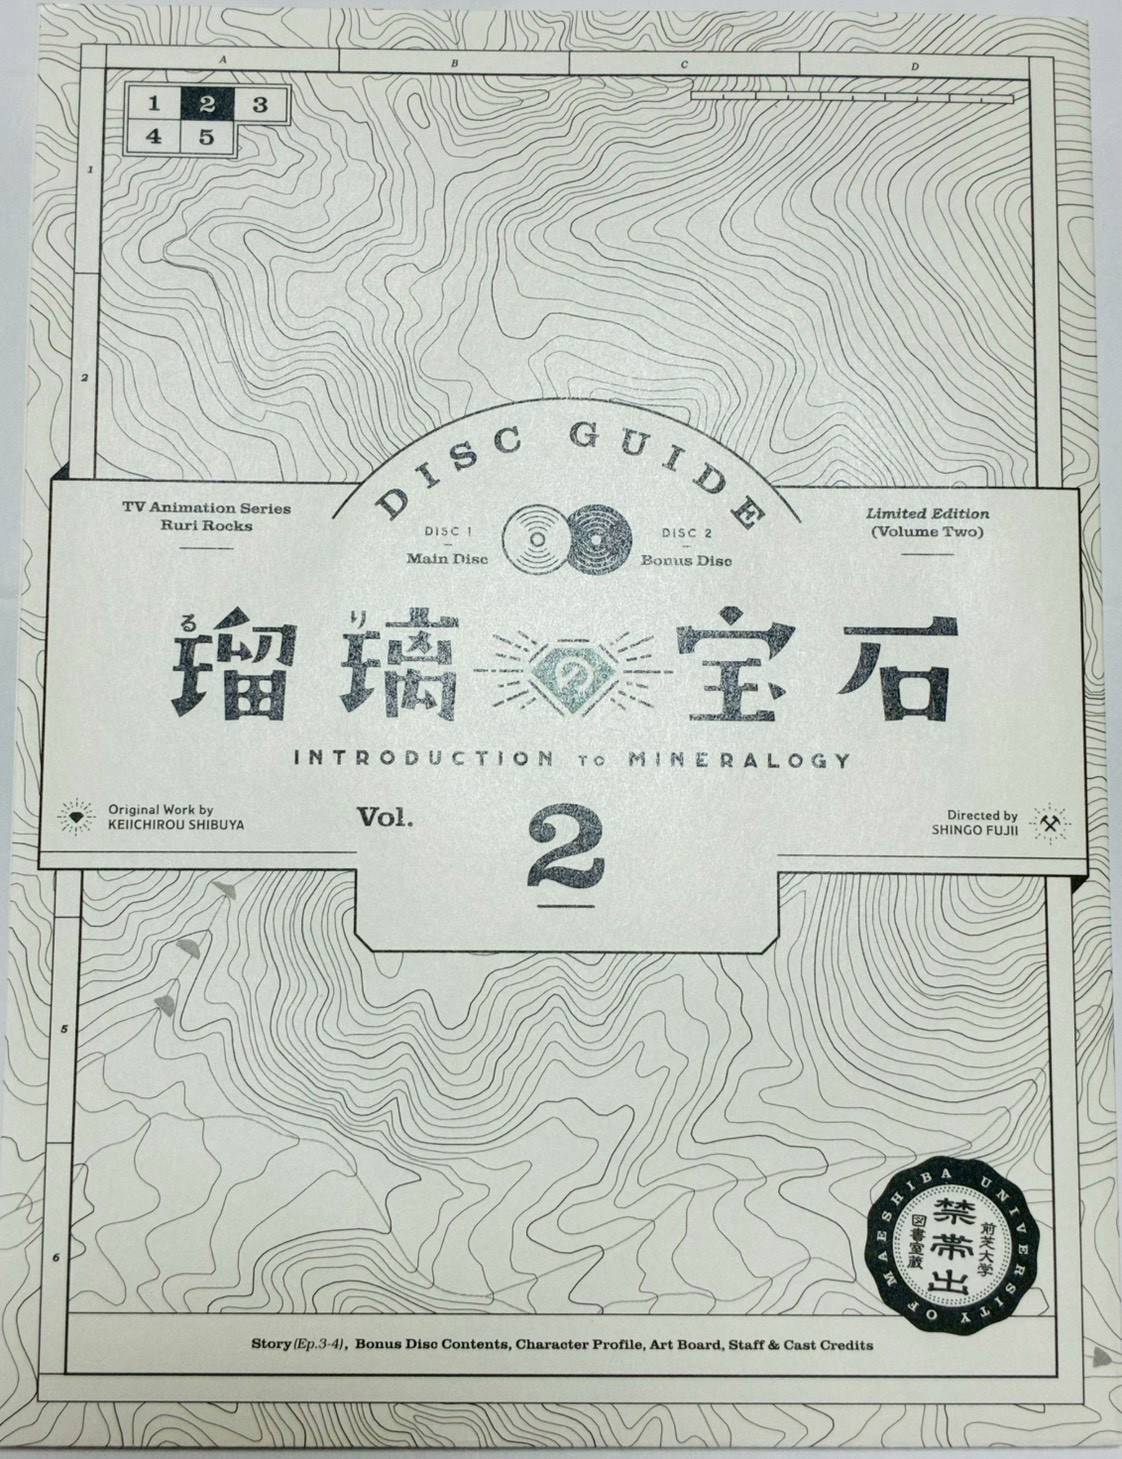 A B C D
1 2 3
4 5
1
2
DISC GUIDE
TV Animation Series
Ruri Rocks
DISC 1
Main Disc
DISC 2
Bonus Disc
Limited Edition
(Volume Two)
る り
瑠璃の宝石
INTRODUCTION TO MINERALOGY
Original Work by
KEIICHIROU SHIBUYA
Vol.
2
Directed by
SHINGO FUJII
5
6
MAESHIBA UNIVERSITY OF
前芝大学
禁帯出
図書室蔵
Story(Ep.3-4), Bonus Disc Contents, Character Profile, Art Board, Staff & Cast Credits